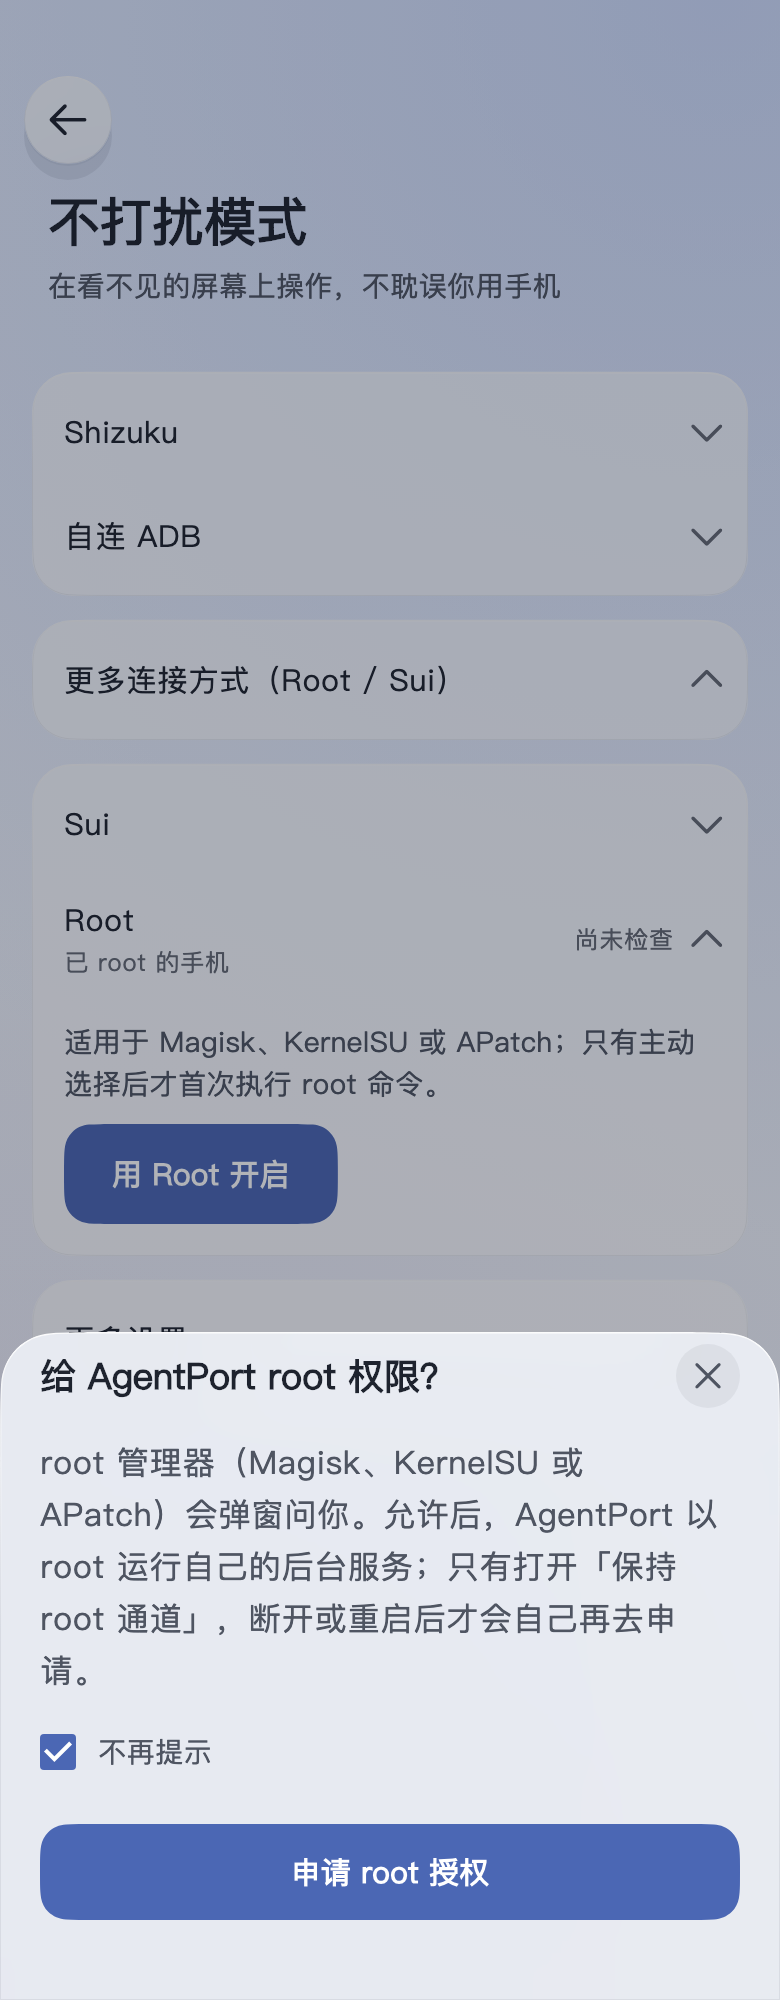 不打扰模式
在看不见的屏幕上操作，不耽误你用手机
Shizuku
自连 ADB
更多连接方式（Root / Sui）
Sui
Root
已 root 的手机
尚未检查
适用于 Magisk、KernelSU 或 APatch；只有主动
选择后才首次执行 root 命令。
用 Root 开启
更多设置
给 AgentPort root 权限?
root 管理器（Magisk、KernelSU 或
APatch）会弹窗问你。允许后，AgentPort 以
root 运行自己的后台服务；只有打开「保持
root 通道」，断开或重启后才会自己再去申
请。
不再提示
申请 root 授权